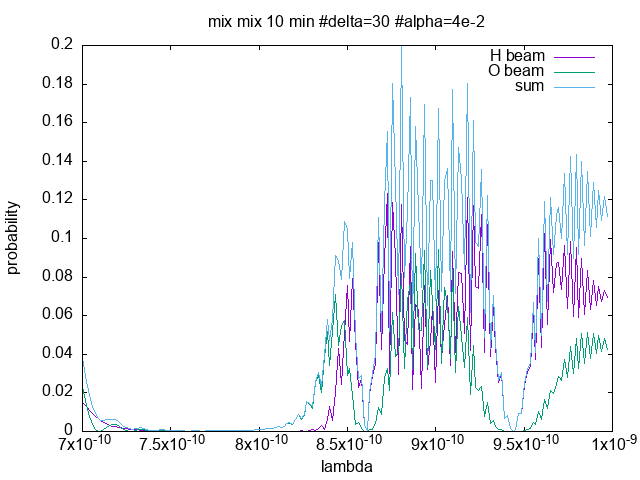 mix mix 10 min #delta=30 #alpha=4e-2
H beam
O beam
sum
probability
0.2
0.18
0.16
0.14
0.12
0.1
0.08
0.06
0.04
0.02
0
7x10⁻¹⁰ 7.5x10⁻¹⁰ 8x10⁻¹⁰ 8.5x10⁻¹⁰ 9x10⁻¹⁰ 9.5x10⁻¹⁰ 1x10⁻⁹
lambda